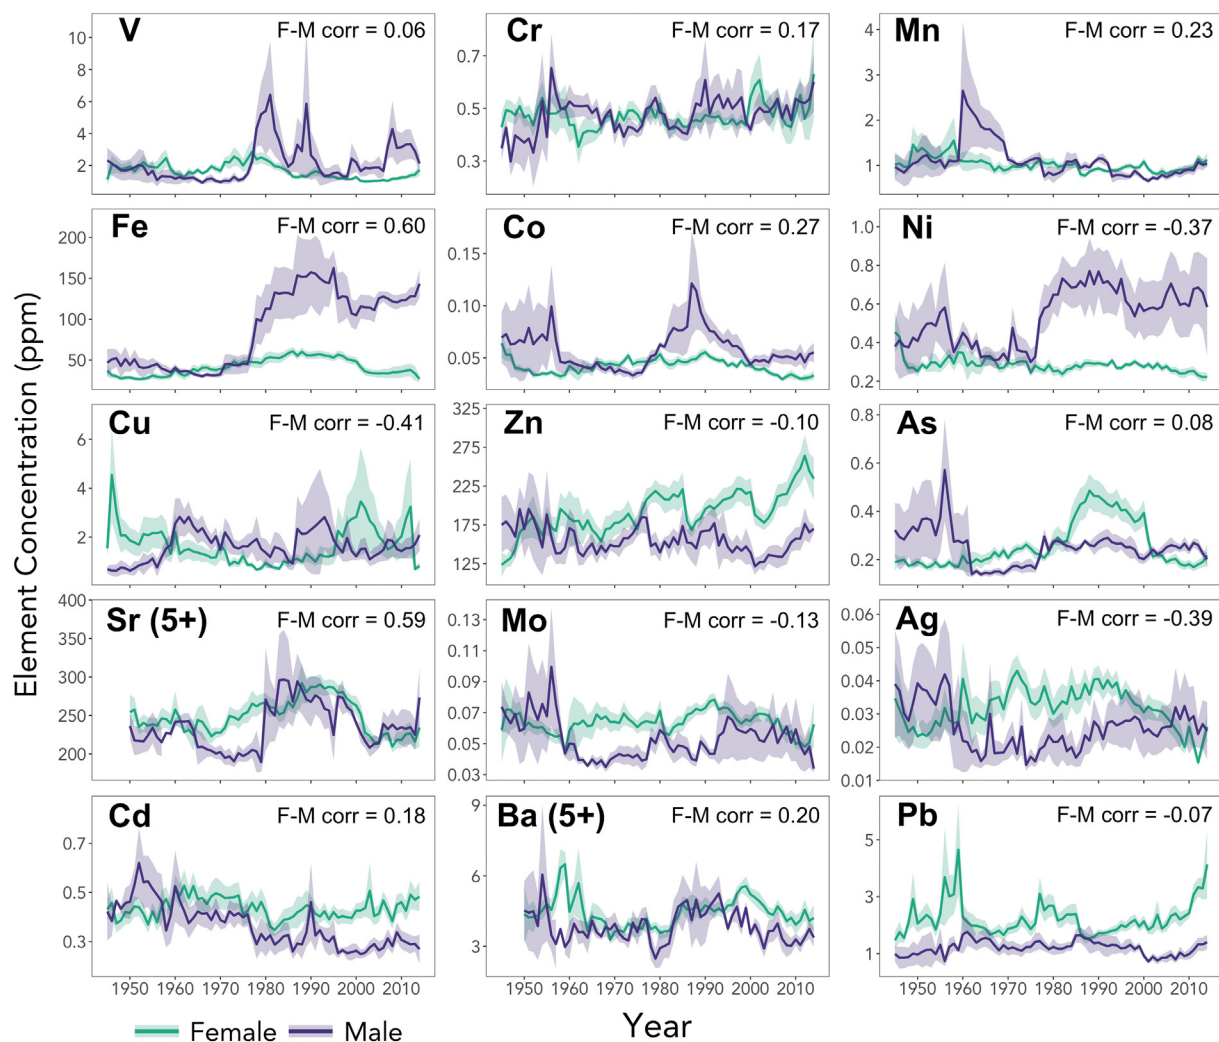 V F-M corr = 0.06
10
8
6
4
2
Cr F-M corr = 0.17
0.7
0.5
0.3
Mn F-M corr = 0.23
4
3
2
1
Fe F-M corr = 0.60
200
150
100
50
Co F-M corr = 0.27
0.15
0.10
0.05
Ni F-M corr = -0.37
1.0
0.8
0.6
0.4
0.2
Element Concentration (ppm)
Cu F-M corr = -0.41
6
4
2
Zn F-M corr = -0.10
325
275
225
175
125
As F-M corr = 0.08
0.8
0.6
0.4
0.2
Sr (5+) F-M corr = 0.59
400
350
300
250
200
Mo F-M corr = -0.13
0.13
0.11
0.09
0.07
0.05
0.03
Ag F-M corr = -0.39
0.06
0.05
0.04
0.03
0.02
0.01
Cd F-M corr = 0.18
0.7
0.5
0.3
Ba (5+) F-M corr = 0.20
9
6
3
Pb F-M corr = -0.07
5
3
1
1950 1960 1970 1980 1990 2000 2010
1950 1960 1970 1980 1990 2000 2010
1950 1960 1970 1980 1990 2000 2010
Year
Female Male